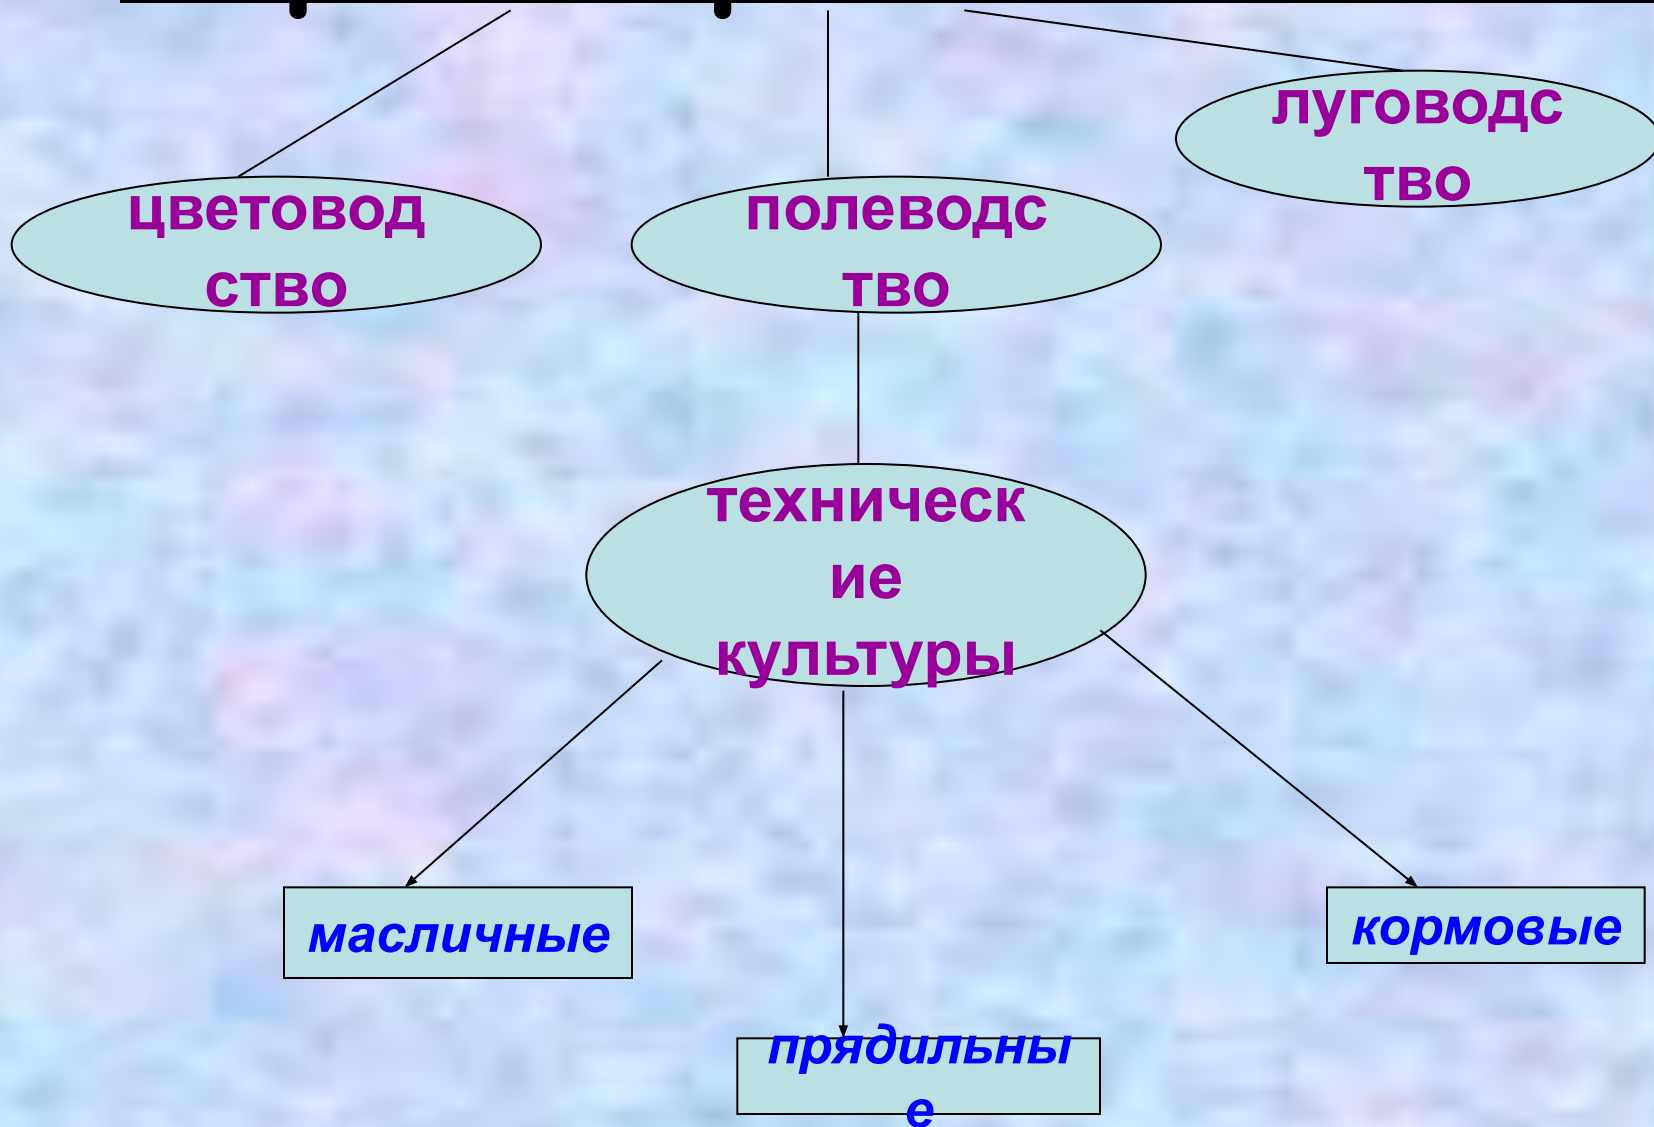 луговодс
тво
цветовод
ство
полеводс
тво
техническ
ие
культуры
масличные
кормовые
прядильны
е